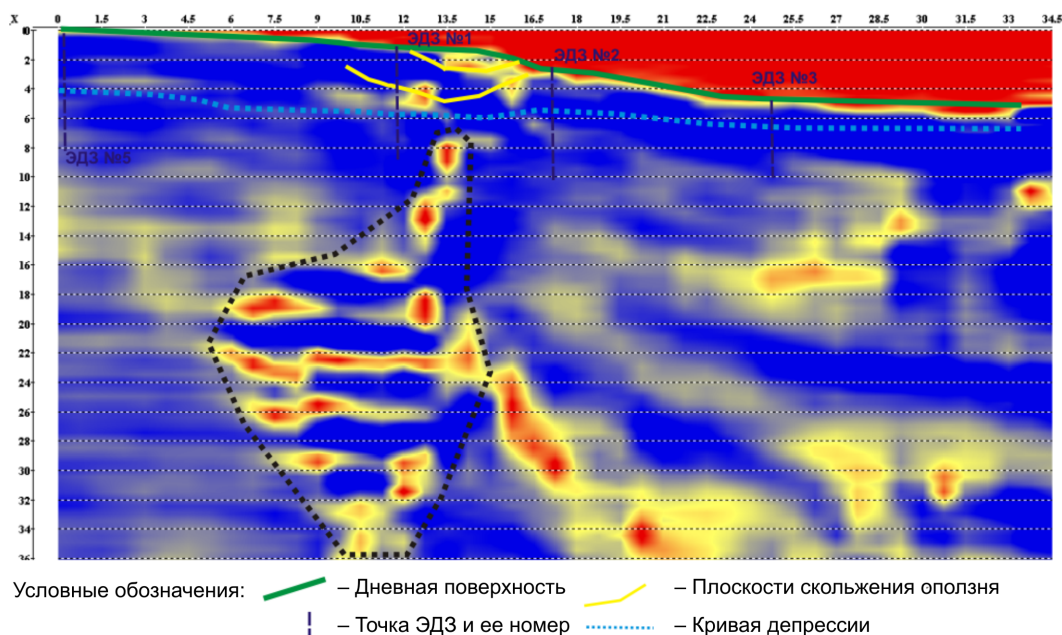 X 0 1.5 3 4.5 6 7.5 9 10.5 12 13.5 15 16.5 18 19.5 21 22.5 24 25.5 27 28.5 30 31.5 33 34.5
0
ЭДЗ №1
2
ЭДЗ №2
ЭДЗ №3
4
6
8
ЭДЗ №5
10
12
14
16
18
20
22
24
26
28
30
32
34
36
Условные обозначения: – Дневная поверхность – Плоскости скольжения оползня
– Точка ЭДЗ и ее номер – Кривая депрессии